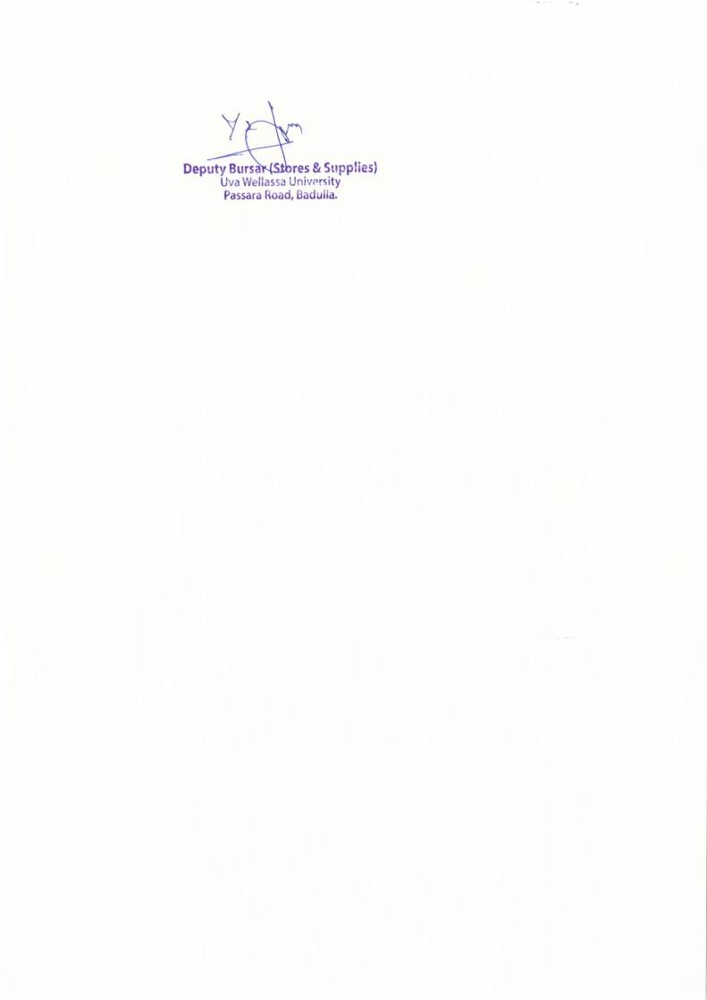 Deputy Bursar (Stores & Supplies)
Uva Wellassa University
Passara Road, Badulla.